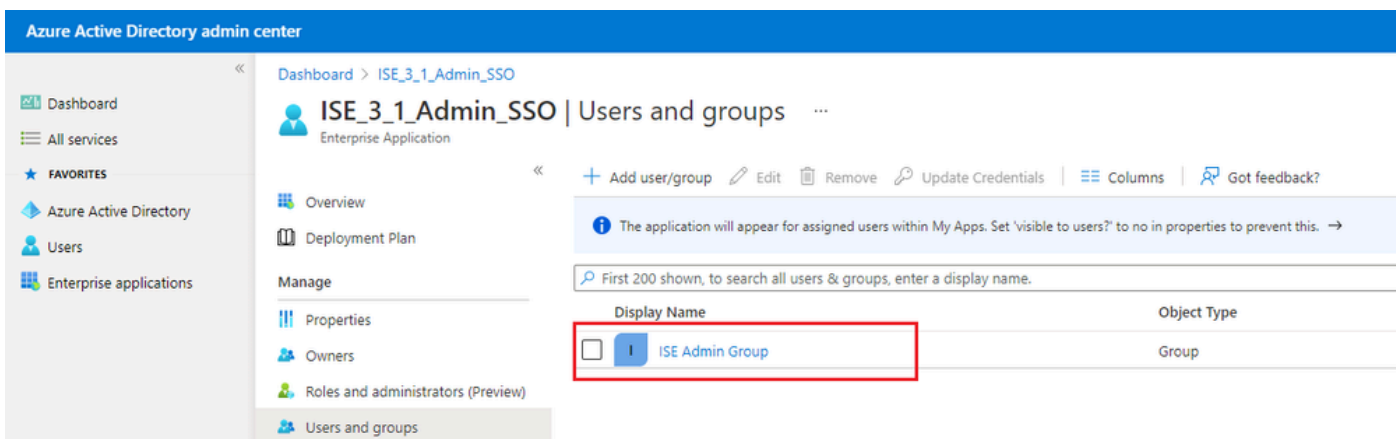 Azure Active Directory admin center
«
Dashboard
All services
FAVORITES
Azure Active Directory
Users
Enterprise applications
Dashboard > ISE_3_1_Admin_SSO
ISE_3_1_Admin_SSO | Users and groups ...
Enterprise Application
«
Overview
Deployment Plan
Manage
Properties
Owners
Roles and administrators (Preview)
Users and groups
+ Add user/group Edit Remove Update Credentials | Columns | Got feedback?
The application will appear for assigned users within My Apps. Set 'visible to users?' to no in properties to prevent this. →
First 200 shown, to search all users & groups, enter a display name.
Display Name Object Type
I ISE Admin Group Group